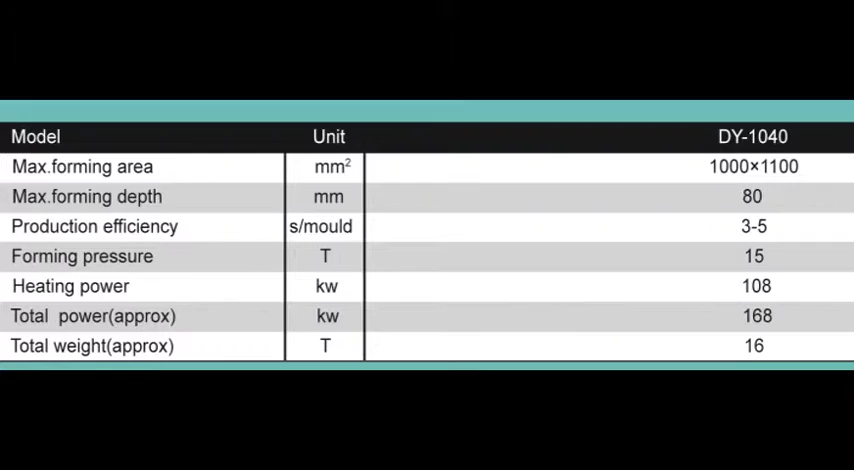 Model Unit DY-1040
Max.forming area mm² 1000×1100
Max.forming depth mm 80
Production efficiency s/mould 3-5
Forming pressure T 15
Heating power kw 108
Total power(approx) kw 168
Total weight(approx) T 16